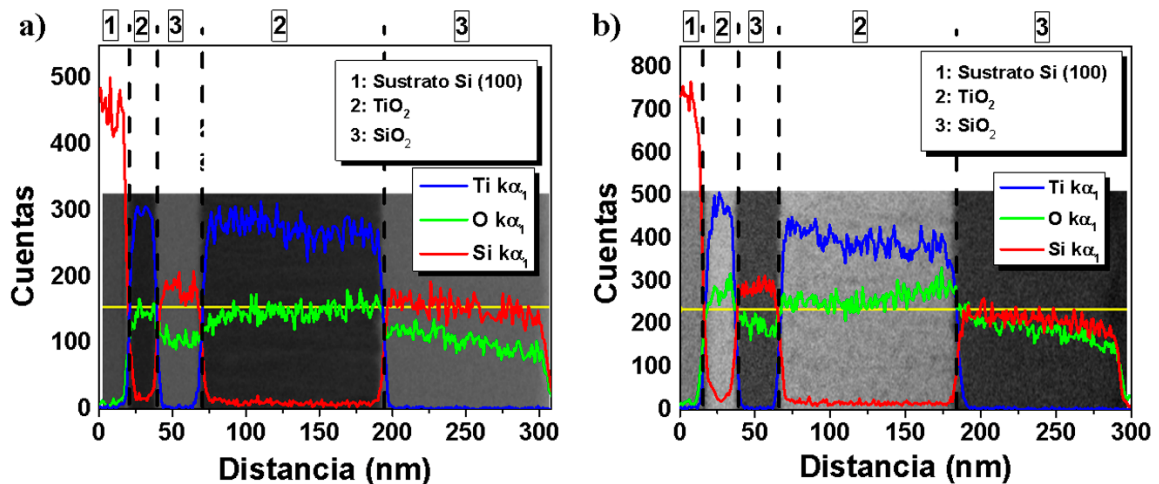 a)
1 2 3 2 3
Cuentas
500
400
300
200
100
0
1: Sustrato Si (100)
2: TiO₂
3: SiO₂
Ti kα₁
O kα₁
Si kα₁
0 50 100 150 200 250 300
Distancia (nm)
b)
1 2 3 2 3
Cuentas
800
700
600
500
400
300
200
100
0
1: Sustrato Si (100)
2: TiO₂
3: SiO₂
Ti kα₁
O kα₁
Si kα₁
0 50 100 150 200 250 300
Distancia (nm)